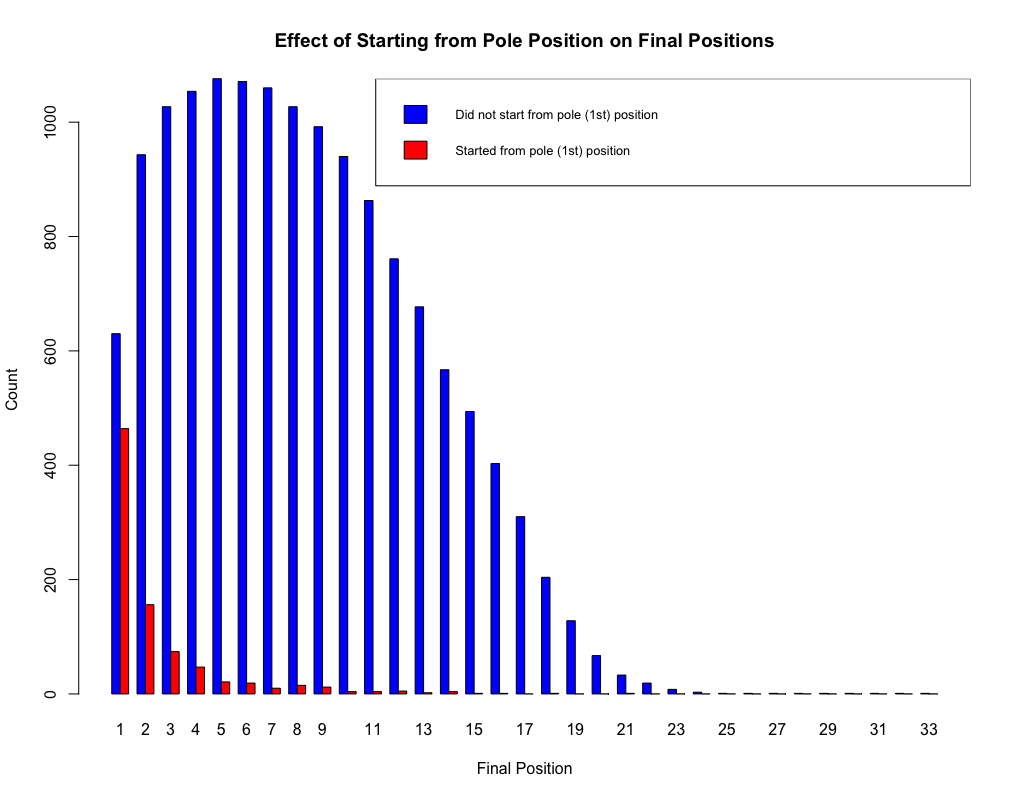 Effect of Starting from Pole Position on Final Positions
Did not start from pole (1st) position
Started from pole (1st) position
Count
1000
800
600
400
200
0
1 2 3 4 5 6 7 8 9 11 13 15 17 19 21 23 25 27 29 31 33
Final Position